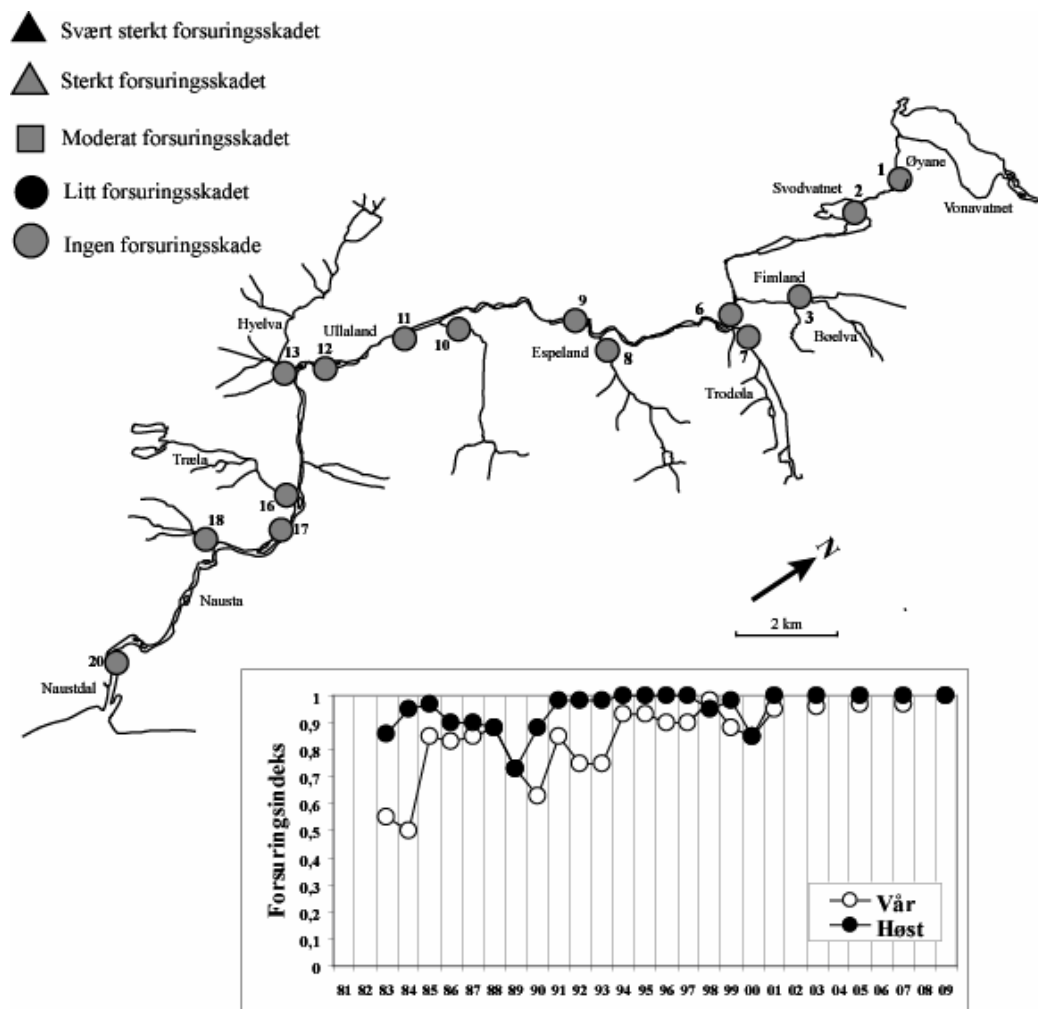 Svært sterkt forsuringsskadet
Sterkt forsuringsskadet
Moderat forsuringsskadet
Litt forsuringsskadet
Ingen forsuringsskade
1
Øyane
Svodvatnet
2
Vonavatnet
Fimland
3
Bøelva
6
7
Trodøla
9
Espeland
8
11
10
Ullaland
Hyelva
13
12
Træla
16
17
18
Nausta
20
Naustdal
N
2 km
Forsuringsindeks
1
0,9
0,8
0,7
0,6
0,5
0,4
0,3
0,2
0,1
0
Vår
Høst
81 82 83 84 85 86 87 88 89 90 91 92 93 94 95 96 97 98 99 00 01 02 03 04 05 06 07 08 09